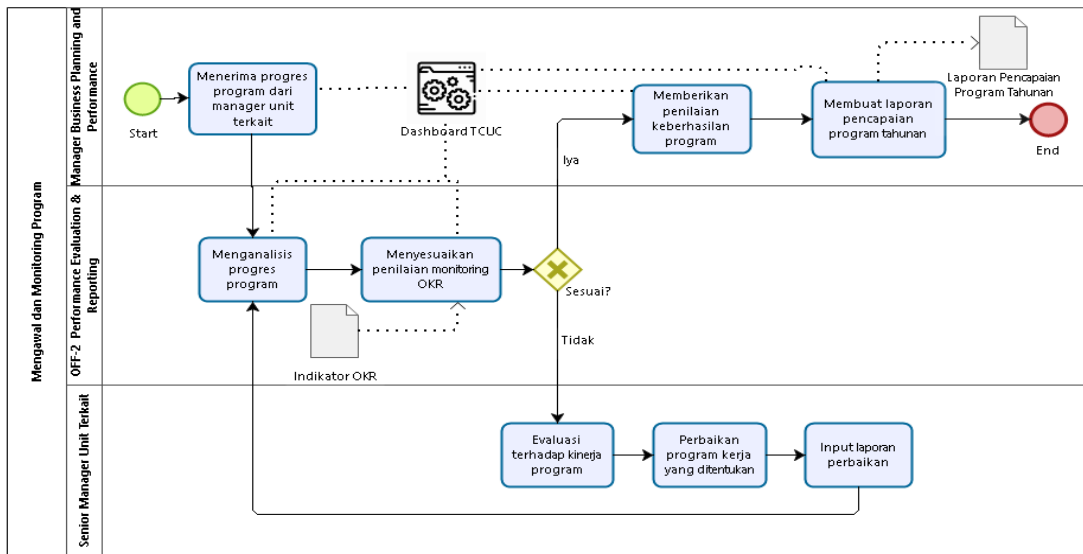 Mengawal dan Monitoring Program
Manager Business Planning and
Performance
Start
Menerima progres
program dari
manager unit
terkait
Dashboard TCUC
Memberikan
penilaian
keberhasilan
program
Membuat laporan
pencapaian
program tahunan
Laporan Pencapaian
Program Tahunan
End
Iya
OFF-2 Performance Evaluation &
Reporting
Menganalisis
progres
program
Menyesuaikan
penilaian monitoring
OKR
Sesuai?
Indikator OKR
Tidak
Senior Manager Unit Terkait
Evaluasi
terhadap kinerja
program
Perbaikan
program kerja
yang ditentukan
Input laporan
perbaikan